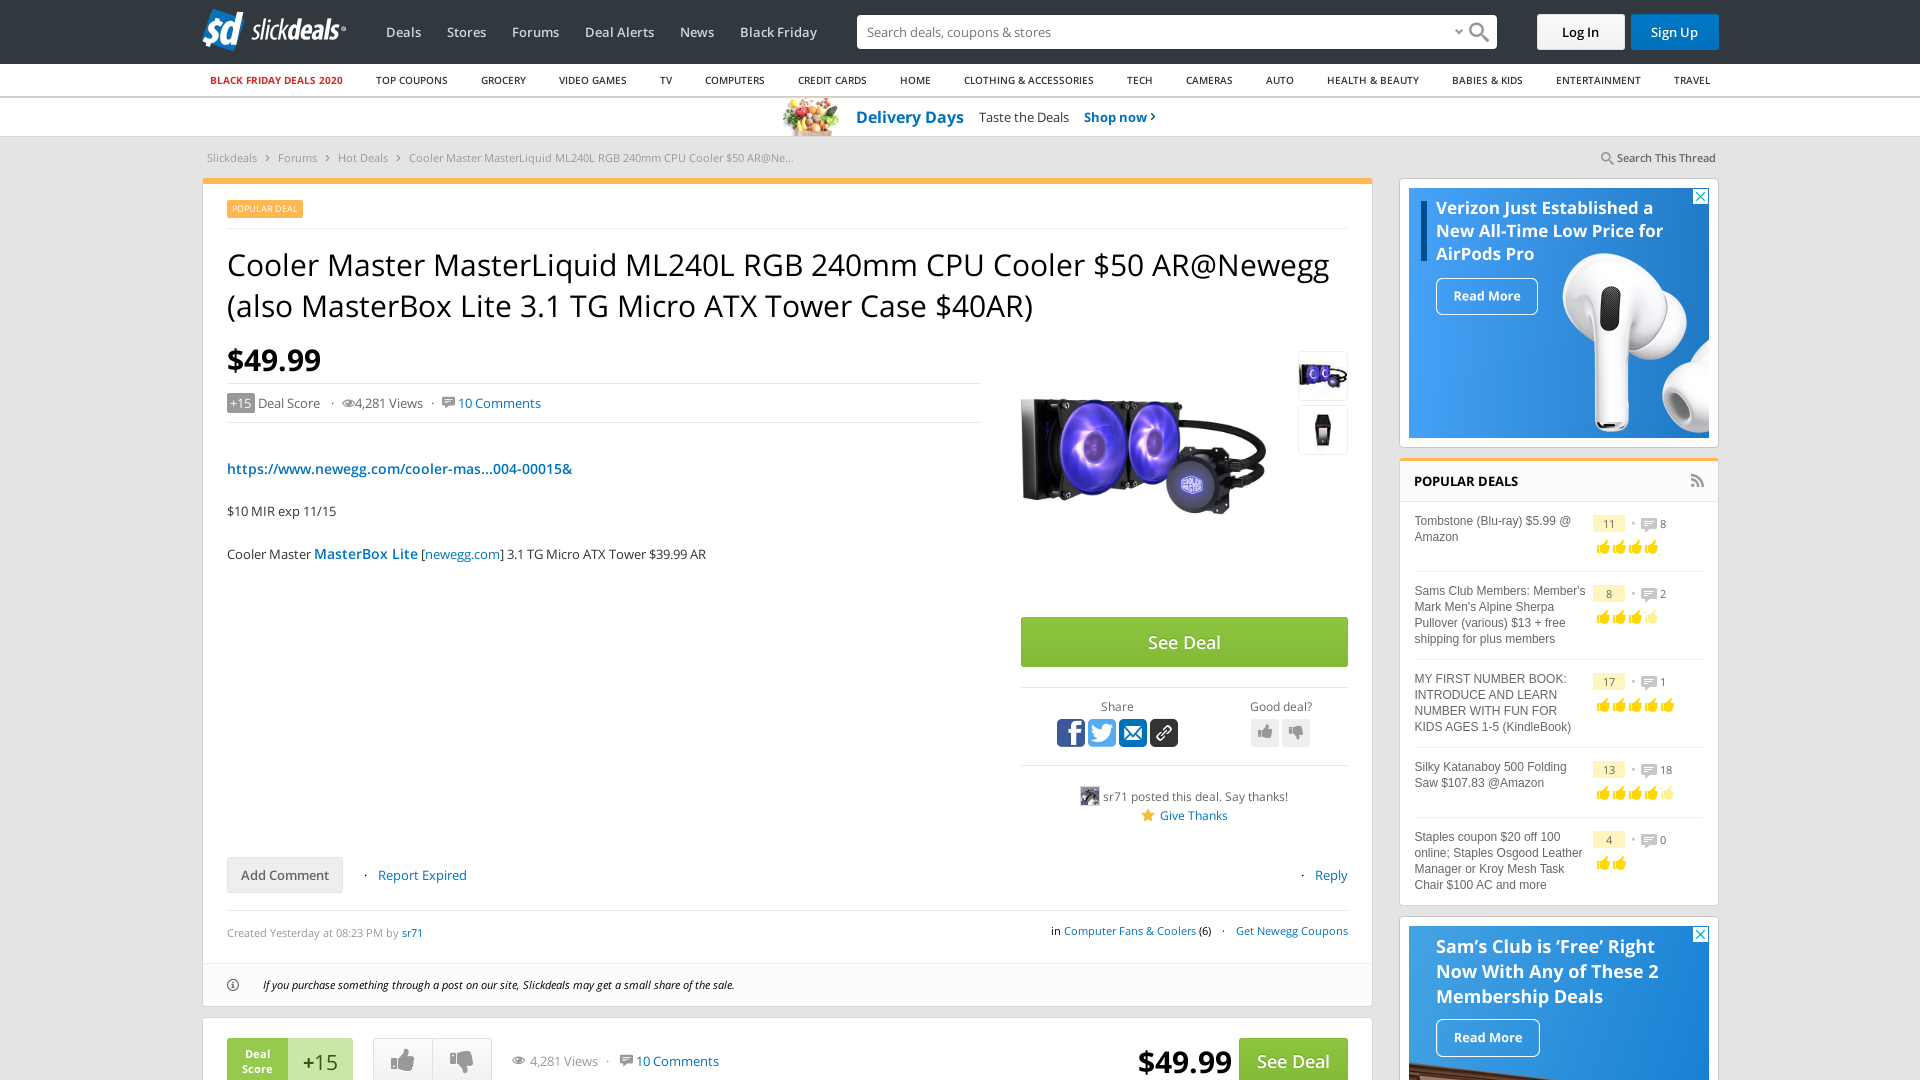 sd slickdeals
Deals
Stores
Forums
Deal Alerts
News
Black Friday
Search deals, coupons & stores
Log In
Sign Up
BLACK FRIDAY DEALS 2020
TOP COUPONS
GROCERY
VIDEO GAMES
TV
COMPUTERS
CREDIT CARDS
HOME
CLOTHING & ACCESSORIES
TECH
CAMERAS
AUTO
HEALTH & BEAUTY
BABIES & KIDS
ENTERTAINMENT
TRAVEL
Delivery Days Taste the Deals Shop now ›
Slickdeals › Forums › Hot Deals › Cooler Master MasterLiquid ML240L RGB 240mm CPU Cooler $50 AR@Ne...
Search This Thread
POPULAR DEAL
Cooler Master MasterLiquid ML240L RGB 240mm CPU Cooler $50 AR@Newegg
(also MasterBox Lite 3.1 TG Micro ATX Tower Case $40AR)
$49.99
+15 Deal Score · 4,281 Views · 10 Comments
https://www.newegg.com/cooler-mas...004-00015&
$10 MIR exp 11/15
Cooler Master MasterBox Lite [newegg.com] 3.1 TG Micro ATX Tower $39.99 AR
COOLER
MASTER
See Deal
Share
Good deal?
sr71 posted this deal. Say thanks!
Give Thanks
Add Comment
· Report Expired
· Reply
Created Yesterday at 08:23 PM by sr71
in Computer Fans & Coolers (6) · Get Newegg Coupons
If you purchase something through a post on our site, Slickdeals may get a small share of the sale.
Deal
Score
+15
4,281 Views · 10 Comments
$49.99
See Deal
Verizon Just Established a
New All-Time Low Price for
AirPods Pro
Read More
POPULAR DEALS
Tombstone (Blu-ray) $5.99 @
Amazon
11 · 8
Sams Club Members: Member's
Mark Men's Alpine Sherpa
Pullover (various) $13 + free
shipping for plus members
8 · 2
MY FIRST NUMBER BOOK:
INTRODUCE AND LEARN
NUMBER WITH FUN FOR
KIDS AGES 1-5 (KindleBook)
17 · 1
Silky Katanaboy 500 Folding
Saw $107.83 @Amazon
13 · 18
Staples coupon $20 off 100
online; Staples Osgood Leather
Manager or Kroy Mesh Task
Chair $100 AC and more
4 · 0
Sam's Club is 'Free' Right
Now With Any of These 2
Membership Deals
Read More